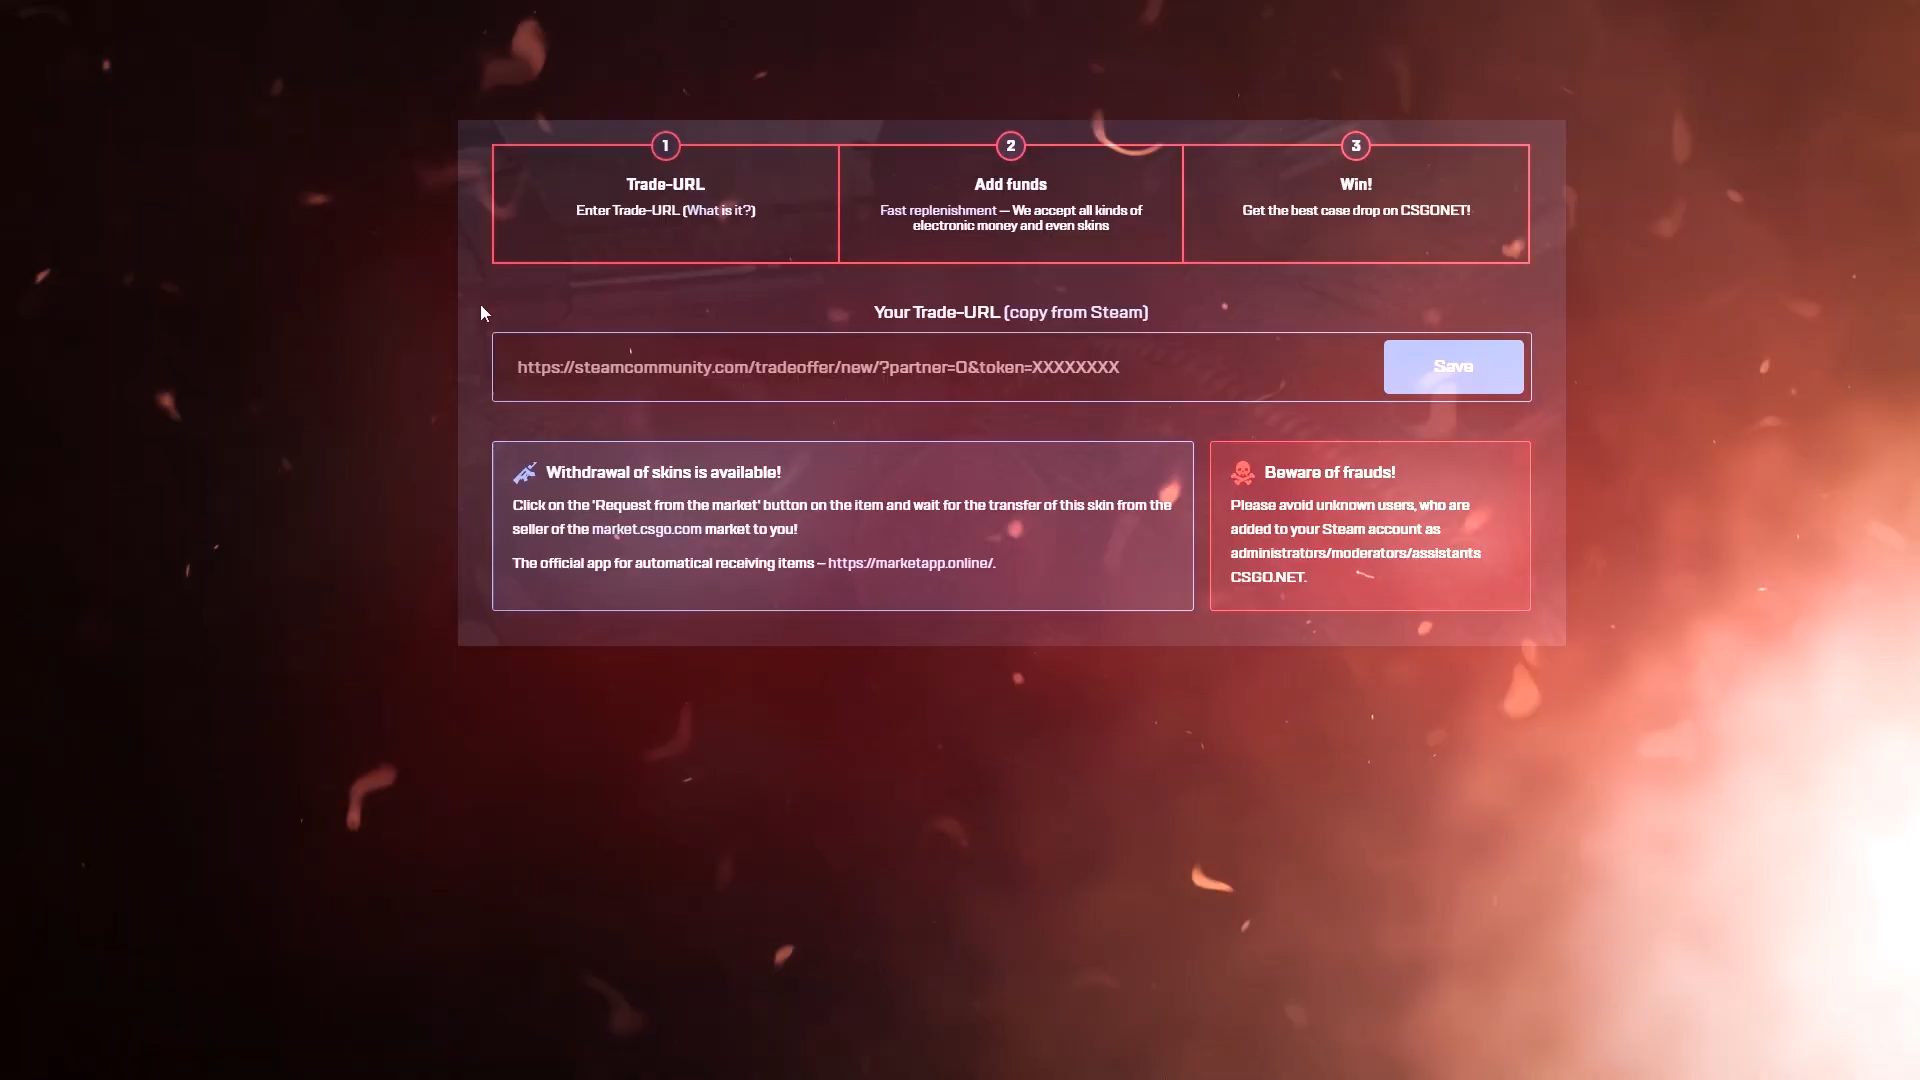 1
Trade-URL
Enter Trade-URL (What is it?)
2
Add funds
Fast replenishment — We accept all kinds of
electronic money and even skins
3
Win!
Get the best case drop on CSGONET!
Your Trade-URL (copy from Steam)
https://steamcommunity.com/tradeoffer/new/?partner=0&token=XXXXXXXX
Save
Withdrawal of skins is available!
Click on the 'Request from the market' button on the item and wait for the transfer of this skin from the
seller of the market.csgo.com market to you!
The official app for automatical receiving items – https://marketapp.online/.
Beware of frauds!
Please avoid unknown users, who are
added to your Steam account as
administrators/moderators/assistants
CSGO.NET.